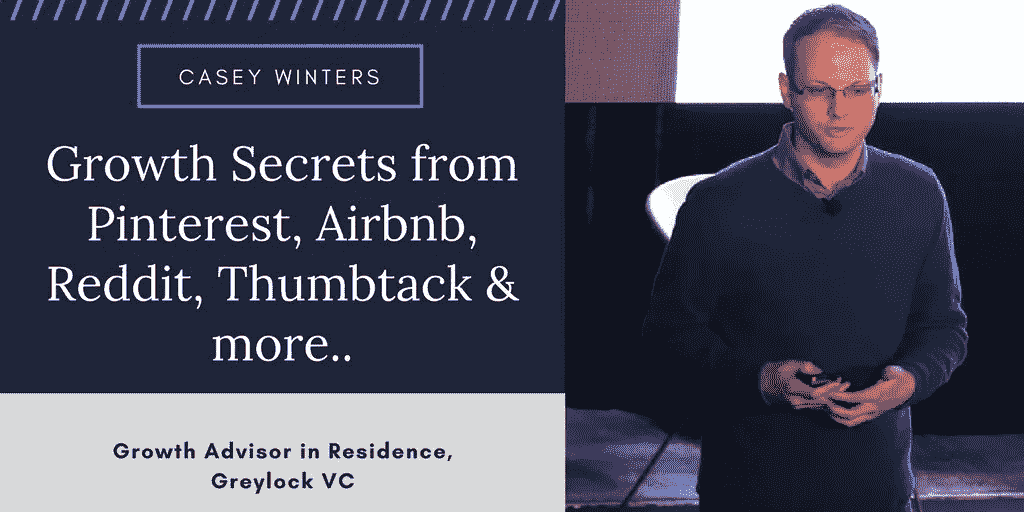 CASEY WINTERS
Growth Secrets from
Pinterest, Airbnb,
Reddit, Thumbtack &
more..
Growth Advisor in Residence,
Greylock VC